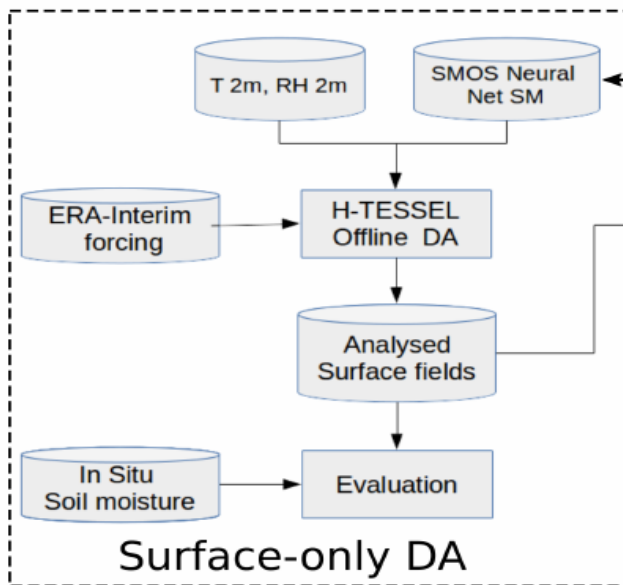 T 2m, RH 2m
SMOS Neural
Net SM
ERA-Interim
forcing
H-TESSEL
Offline DA
Analysed
Surface fields
In Situ
Soil moisture
Evaluation
Surface-only DA